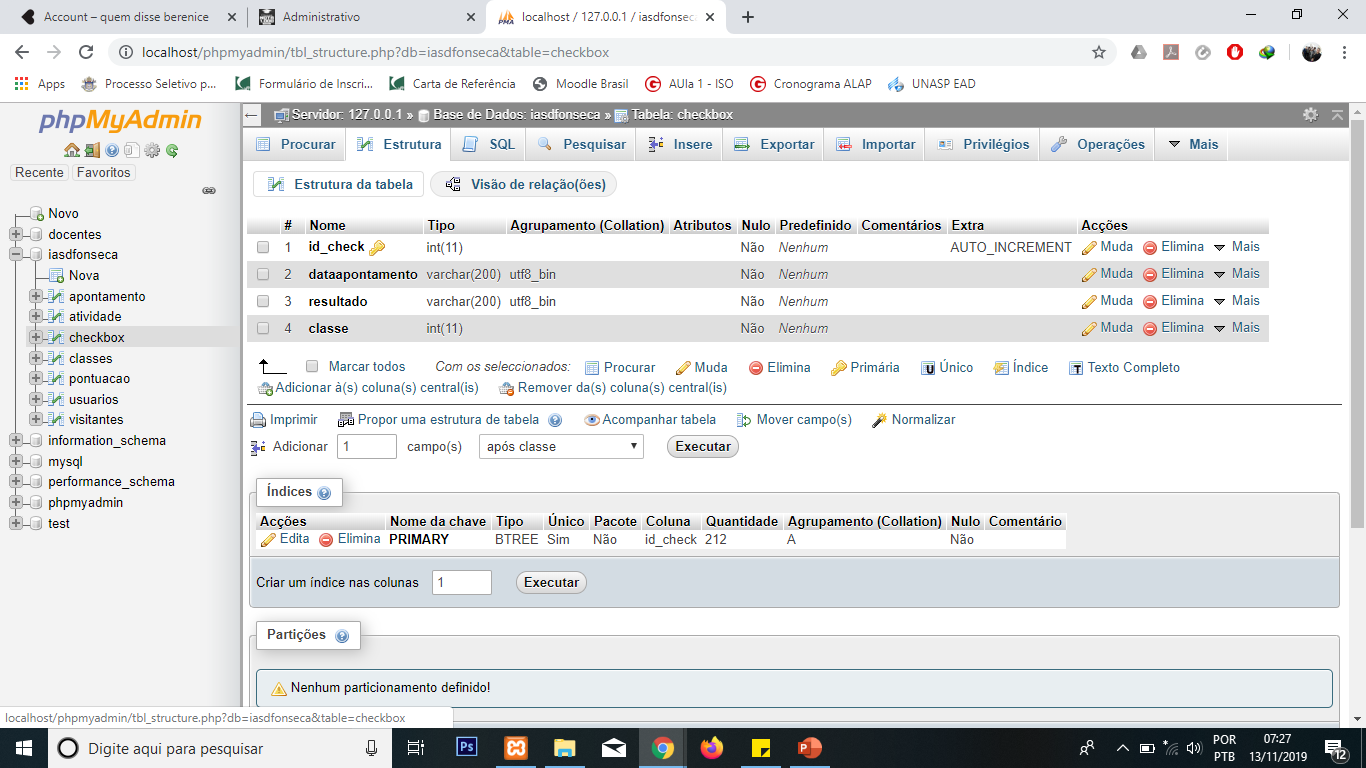 Account – quem disse berenice
Administrativo
localhost / 127.0.0.1 / iasdfonsec
localhost/phpmyadmin/tbl_structure.php?db=iasdfonseca&table=checkbox
Apps Processo Seletivo p... Formulário de Inscri... Carta de Referência Moodle Brasil AUla 1 - ISO Cronograma ALAP UNASP EAD
phpMyAdmin
Recente Favoritos
Novo
docentes
iasdfonseca
Nova
apontamento
atividade
checkbox
classes
pontuacao
usuarios
visitantes
information_schema
mysql
performance_schema
phpmyadmin
test
Servidor: 127.0.0.1 » Base de Dados: iasdfonseca » Tabela: checkbox
Procurar Estrutura SQL Pesquisar Insere Exportar Importar Privilégios Operações Mais
Estrutura da tabela Visão de relação(ões)
# Nome Tipo Agrupamento (Collation) Atributos Nulo Predefinido Comentários Extra Acções
1 id_check int(11) Não Nenhum AUTO_INCREMENT Muda Elimina Mais
2 dataapontamento varchar(200) utf8_bin Não Nenhum Muda Elimina Mais
3 resultado varchar(200) utf8_bin Não Nenhum Muda Elimina Mais
4 classe int(11) Não Nenhum Muda Elimina Mais
Marcar todos Com os seleccionados: Procurar Muda Elimina Primária Único Índice Texto Completo
Adicionar à(s) coluna(s) central(is) Remover da(s) coluna(s) central(is)
Imprimir Propor uma estrutura de tabela Acompanhar tabela Mover campo(s) Normalizar
Adicionar 1 campo(s) após classe Executar
Índices
Acções Nome da chave Tipo Único Pacote Coluna Quantidade Agrupamento (Collation) Nulo Comentário
Edita Elimina PRIMARY BTREE Sim Não id_check 212 A Não
Criar um índice nas colunas 1 Executar
Partições
Nenhum particionamento definido!
localhost/phpmyadmin/tbl_structure.php?db=iasdfonseca&table=checkbox
Digite aqui para pesquisar
POR
PTB
07:27
13/11/2019
12